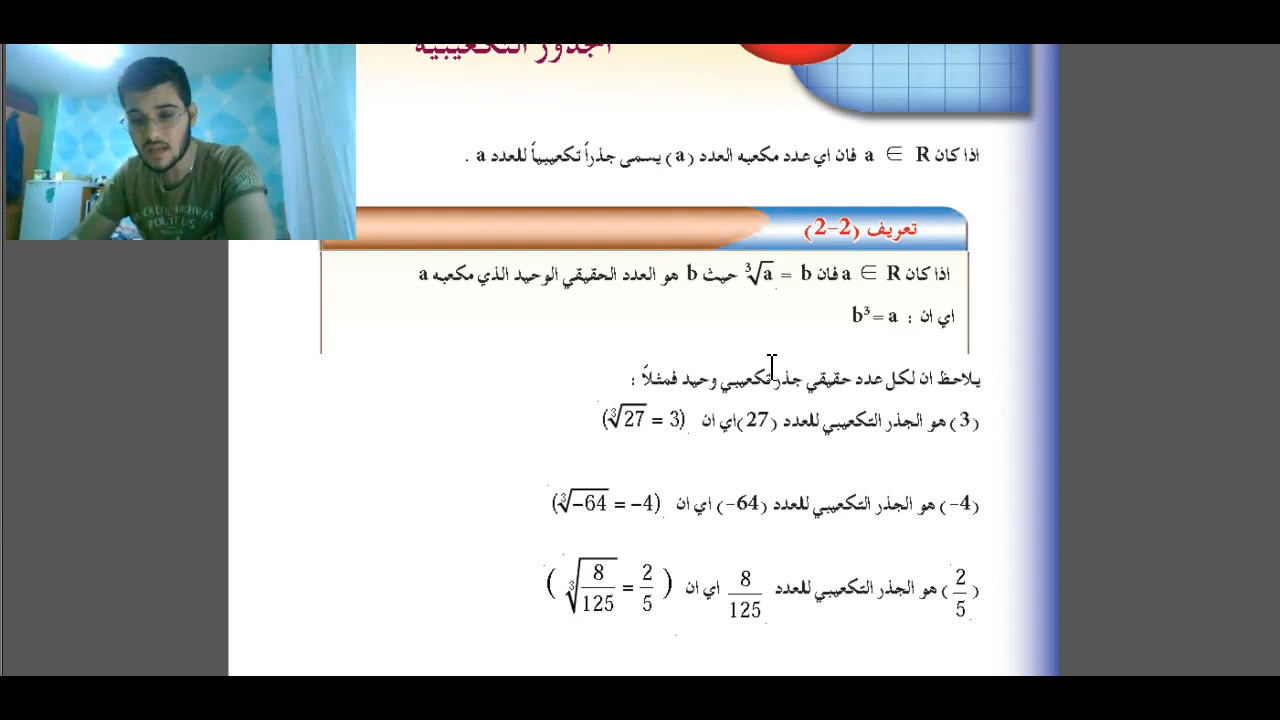 الجذور التكعيبية
اذا كان a ∈ R فان اي عدد مكعبه العدد (a) يسمى جذراً تكعيبياً للعدد a .
تعريف (2-2)
اذا كان a ∈ R فان ∛a = b حيث b هو العدد الحقيقي الوحيد الذي مكعبه a
اي ان : b³ = a
يلاحظ ان لكل عدد حقيقي جذر تكعيبي وحيد فمثلاً :
(3) هو الجذر التكعيبي للعدد (27) اي ان (∛27 = 3)
(-4) هو الجذر التكعيبي للعدد (-64) اي ان (∛-64 = -4)
(2/5) هو الجذر التكعيبي للعدد 8/125 اي ان (∛(8/125) = 2/5)